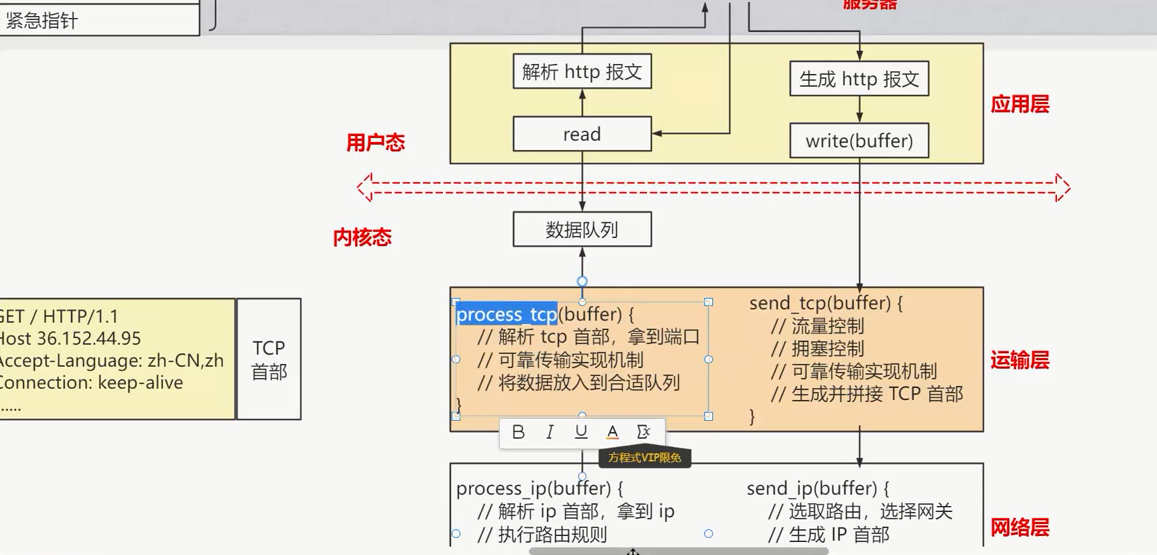 紧急指针
服务器
解析 http 报文
生成 http 报文
应用层
read
write(buffer)
用户态
内核态
数据队列
process_tcp(buffer) {
// 解析 tcp 首部，拿到端口
// 可靠传输实现机制
// 将数据放入到合适队列
}
send_tcp(buffer) {
// 流量控制
// 拥塞控制
// 可靠传输实现机制
// 生成并拼接 TCP 首部
}
运输层
GET / HTTP/1.1
Host 36.152.44.95
Accept-Language: zh-CN,zh
Connection: keep-alive
......
TCP
首部
B I U A
方程式VIP限免
process_ip(buffer) {
// 解析 ip 首部，拿到 ip
// 执行路由规则
send_ip(buffer) {
// 选取路由，选择网关
// 生成 IP 首部
网络层